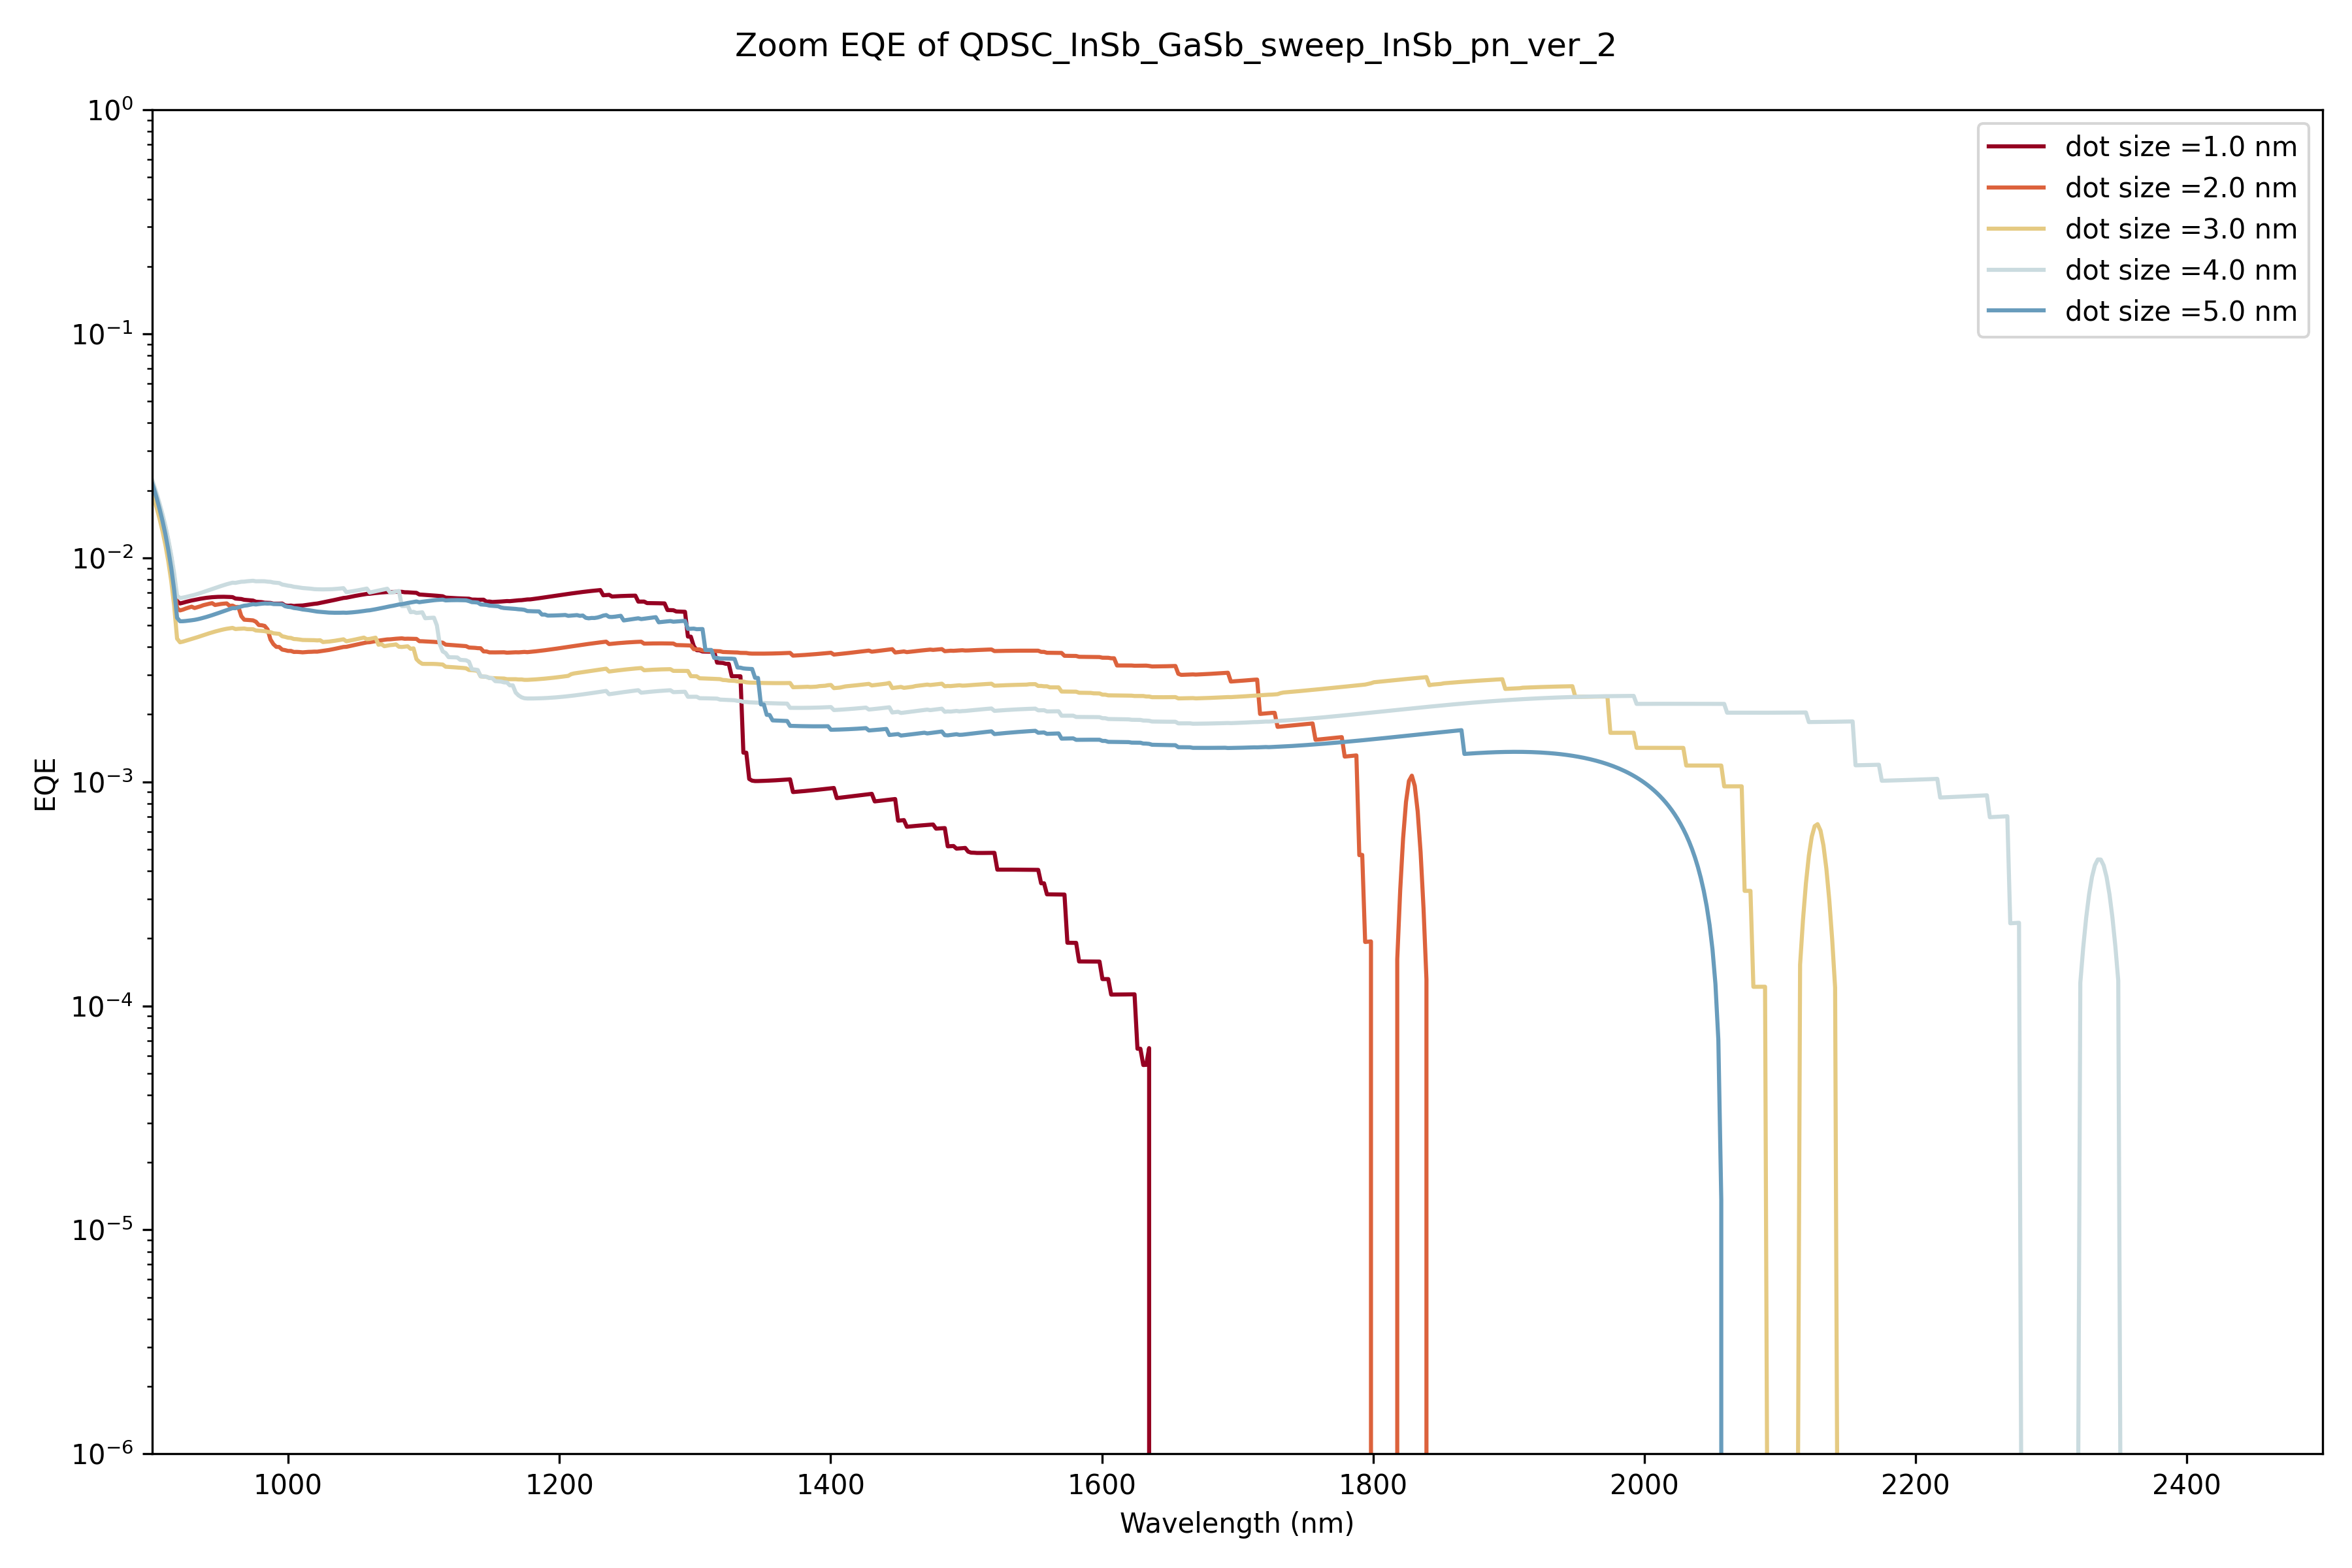 Zoom EQE of QDSC_InSb_GaSb_sweep_InSb_pn_ver_2
dot size =1.0 nm
dot size =2.0 nm
dot size =3.0 nm
dot size =4.0 nm
dot size =5.0 nm
EQE
10⁰
10⁻¹
10⁻²
10⁻³
10⁻⁴
10⁻⁵
10⁻⁶
1000 1200 1400 1600 1800 2000 2200 2400
Wavelength (nm)